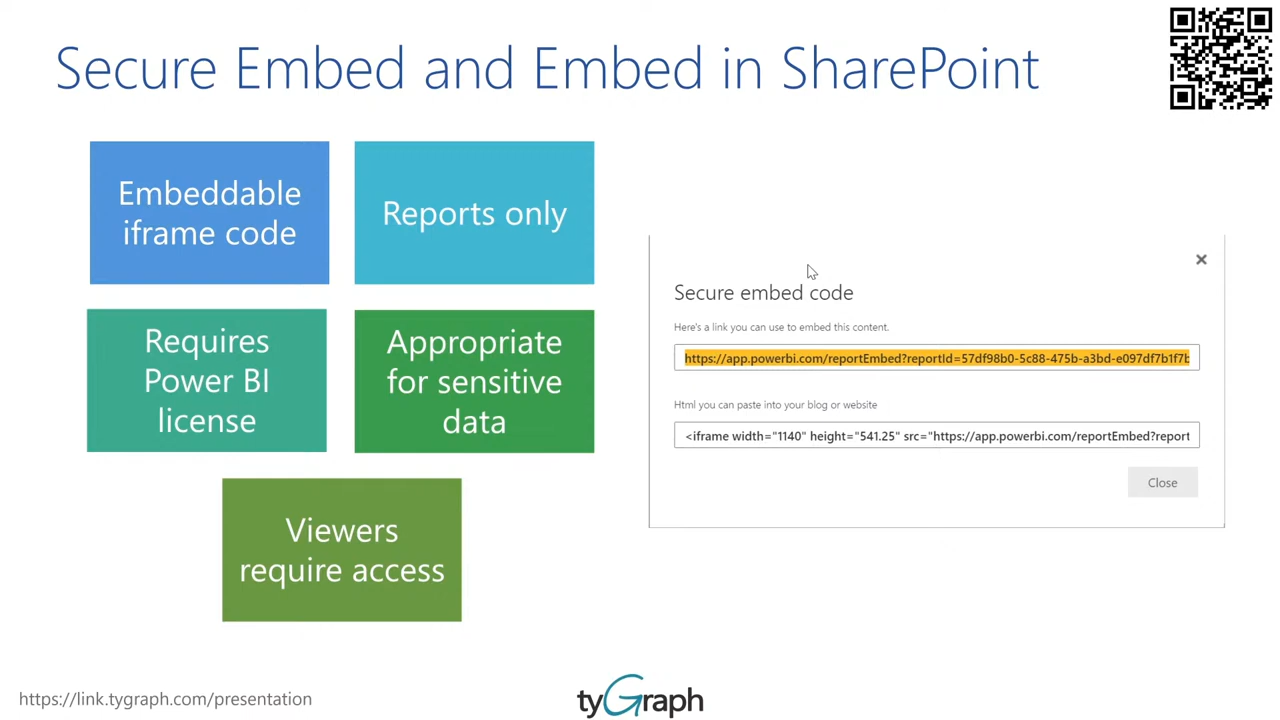 Secure Embed and Embed in SharePoint
Embeddable
iframe code
Reports only
Requires
Power BI
license
Appropriate
for sensitive
data
Viewers
require access
Secure embed code
Here's a link you can use to embed this content.
https://app.powerbi.com/reportEmbed?reportId=57df98b0-5c88-475b-a3bd-e097df7b1f7b
Html you can paste into your blog or website
<iframe width="1140" height="541.25" src="https://app.powerbi.com/reportEmbed?report
Close
https://link.tygraph.com/presentation
tyGraph